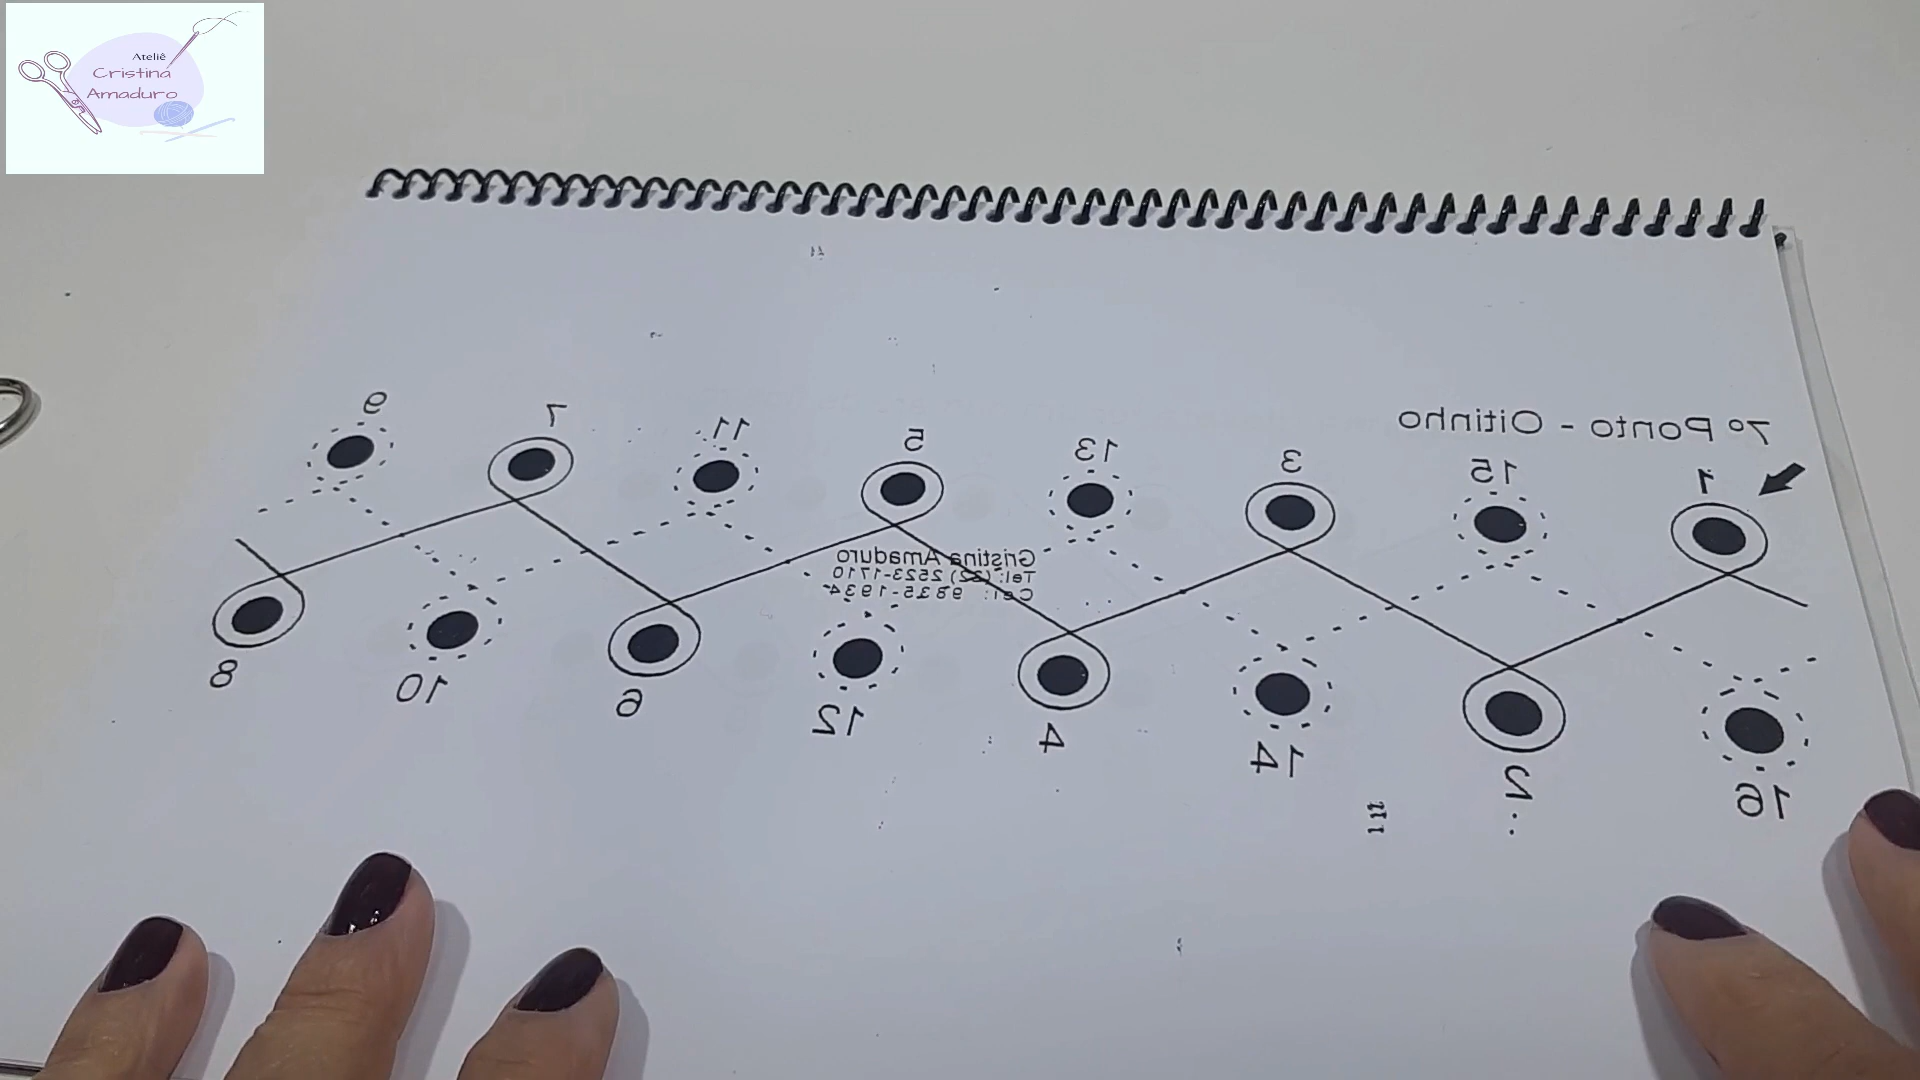 Ateliê
Cristina
Amaduro
7º Ponto - Oitinho
1
15
3
13
5
11
7
9
Cristina Amaduro
Tel: (22) 2523-1710
Cel: 9835-1934
16
2
14
4
12
6
10
8